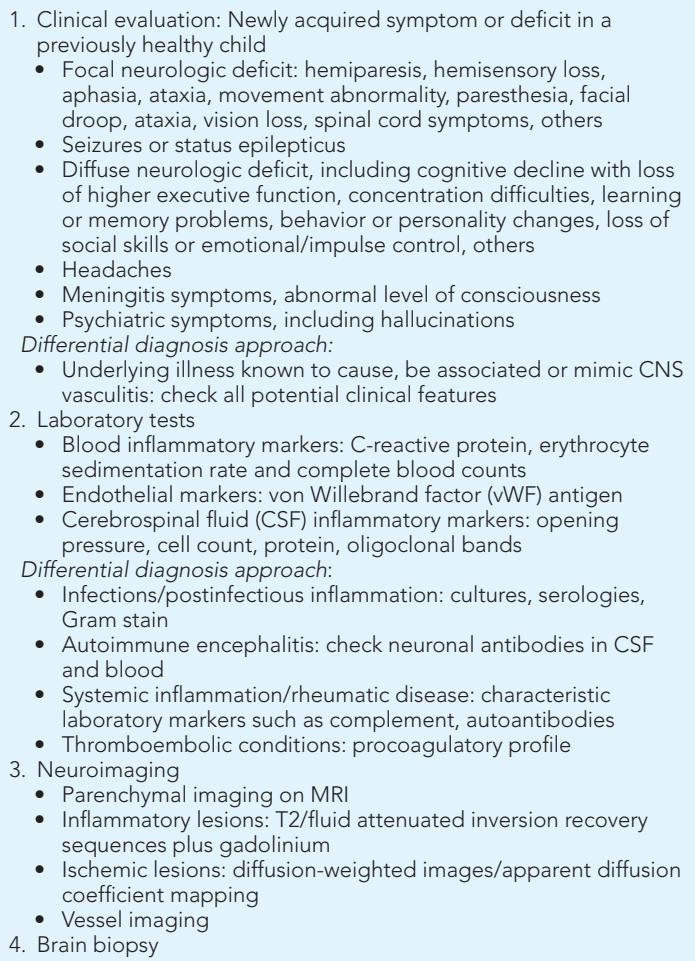 1. Clinical evaluation: Newly acquired symptom or deficit in a
previously healthy child
• Focal neurologic deficit: hemiparesis, hemisensory loss,
aphasia, ataxia, movement abnormality, paresthesia, facial
droop, ataxia, vision loss, spinal cord symptoms, others
• Seizures or status epilepticus
• Diffuse neurologic deficit, including cognitive decline with loss
of higher executive function, concentration difficulties, learning
or memory problems, behavior or personality changes, loss of
social skills or emotional/impulse control, others
• Headaches
• Meningitis symptoms, abnormal level of consciousness
• Psychiatric symptoms, including hallucinations
Differential diagnosis approach:
• Underlying illness known to cause, be associated or mimic CNS
vasculitis: check all potential clinical features
2. Laboratory tests
• Blood inflammatory markers: C-reactive protein, erythrocyte
sedimentation rate and complete blood counts
• Endothelial markers: von Willebrand factor (vWF) antigen
• Cerebrospinal fluid (CSF) inflammatory markers: opening
pressure, cell count, protein, oligoclonal bands
Differential diagnosis approach:
• Infections/postinfectious inflammation: cultures, serologies,
Gram stain
• Autoimmune encephalitis: check neuronal antibodies in CSF
and blood
• Systemic inflammation/rheumatic disease: characteristic
laboratory markers such as complement, autoantibodies
• Thromboembolic conditions: procoagulatory profile
3. Neuroimaging
• Parenchymal imaging on MRI
• Inflammatory lesions: T2/fluid attenuated inversion recovery
sequences plus gadolinium
• Ischemic lesions: diffusion-weighted images/apparent diffusion
coefficient mapping
• Vessel imaging
4. Brain biopsy